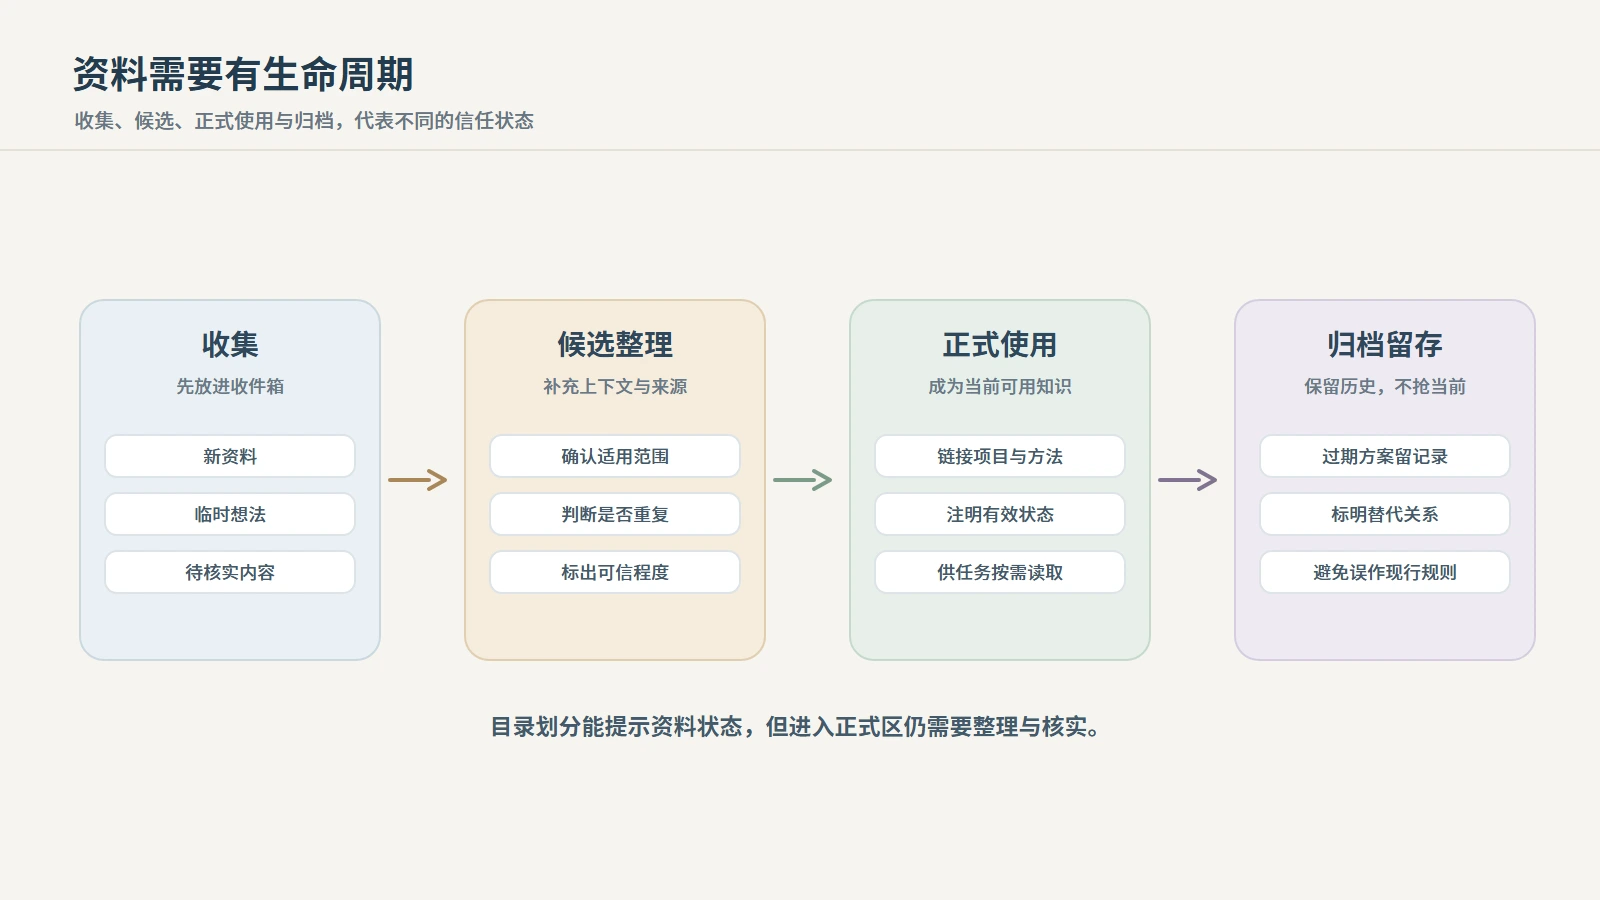 资料需要有生命周期
收集、候选、正式使用与归档，代表不同的信任状态
收集
先放进收件箱
新资料
临时想法
待核实内容
候选整理
补充上下文与来源
确认适用范围
判断是否重复
标出可信程度
正式使用
成为当前可用知识
链接项目与方法
注明有效状态
供任务按需读取
归档留存
保留历史，不抢当前
过期方案留记录
标明替代关系
避免误作现行规则
目录划分能提示资料状态，但进入正式区仍需要整理与核实。